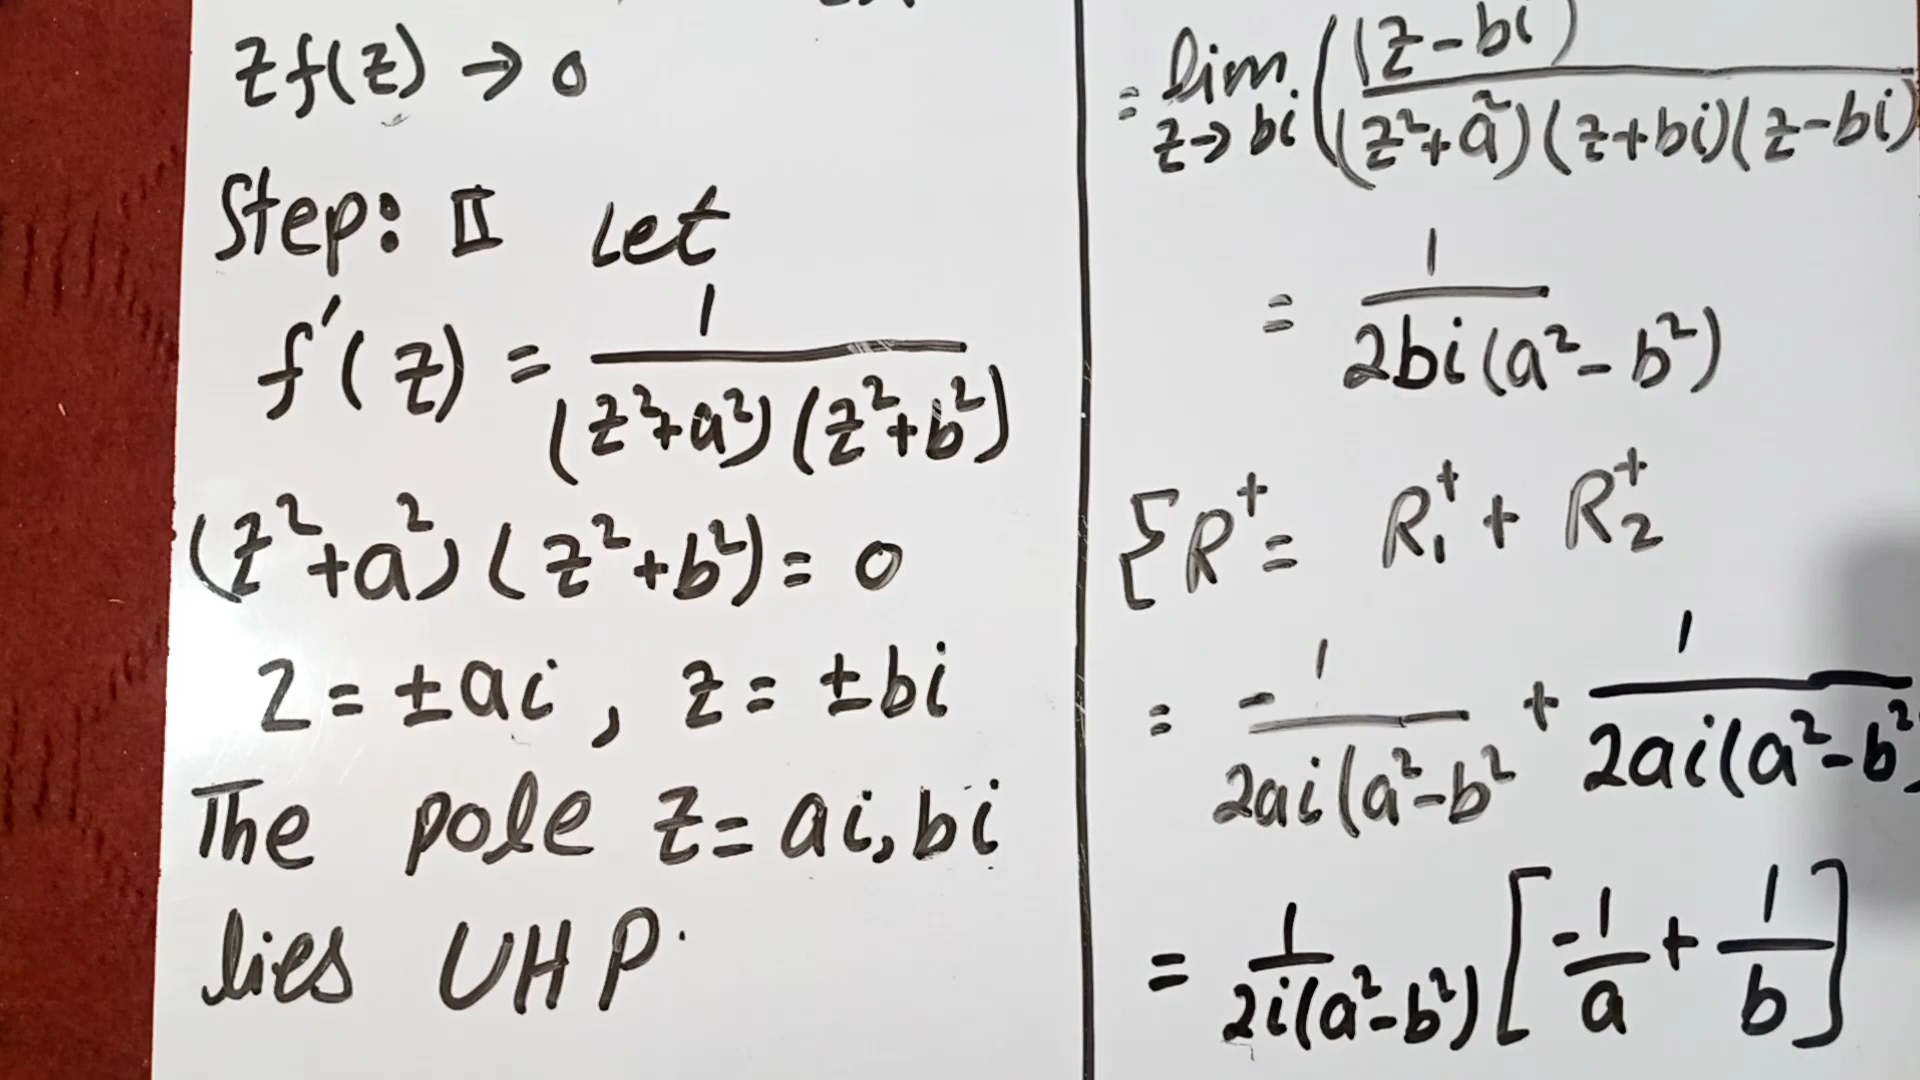 zf(z) → 0
Step: II Let
f'(z) = 1 / (z²+a²)(z²+b²)
(z²+a²)(z²+b²) = 0
z = ±ai, z = ±bi
The pole z = ai, bi
lies UHP.
= lim z→bi ((z-bi) / (z²+a²)(z+bi)(z-bi)
= 1 / 2bi(a²-b²)
ΣR⁺ = R₁⁺ + R₂⁺
= -1 / 2ai(a²-b² + 1 / 2ai(a²-b²)
= 1 / 2i(a²-b²) [-1/a + 1/b]